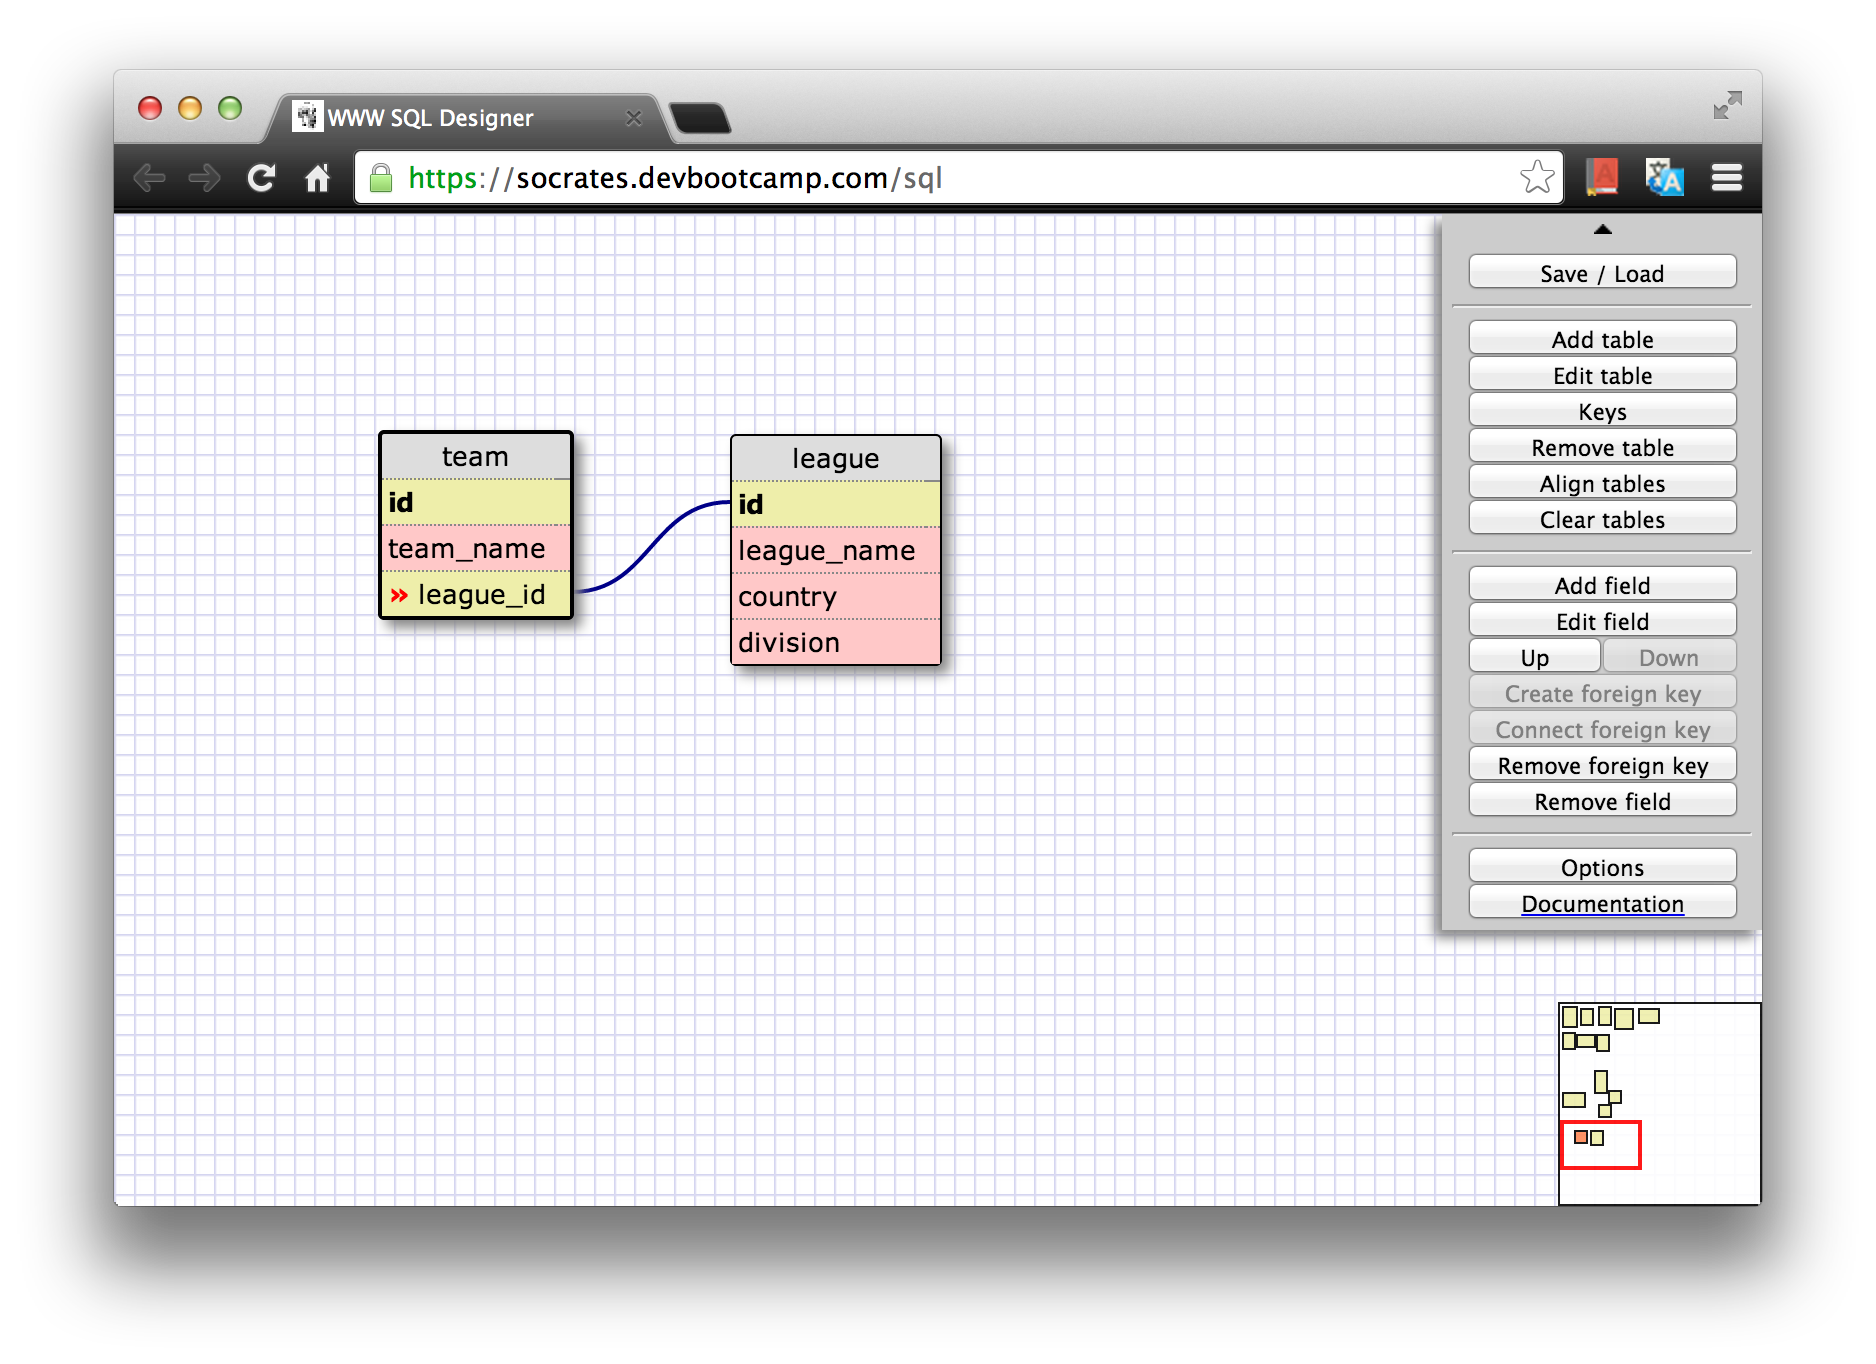 WWW SQL Designer
https://socrates.devbootcamp.com/sql
Save / Load
Add table
Edit table
Keys
Remove table
Align tables
Clear tables
Add field
Edit field
Up Down
Create foreign key
Connect foreign key
Remove foreign key
Remove field
Options
Documentation
team
id
team_name
» league_id
league
id
league_name
country
division